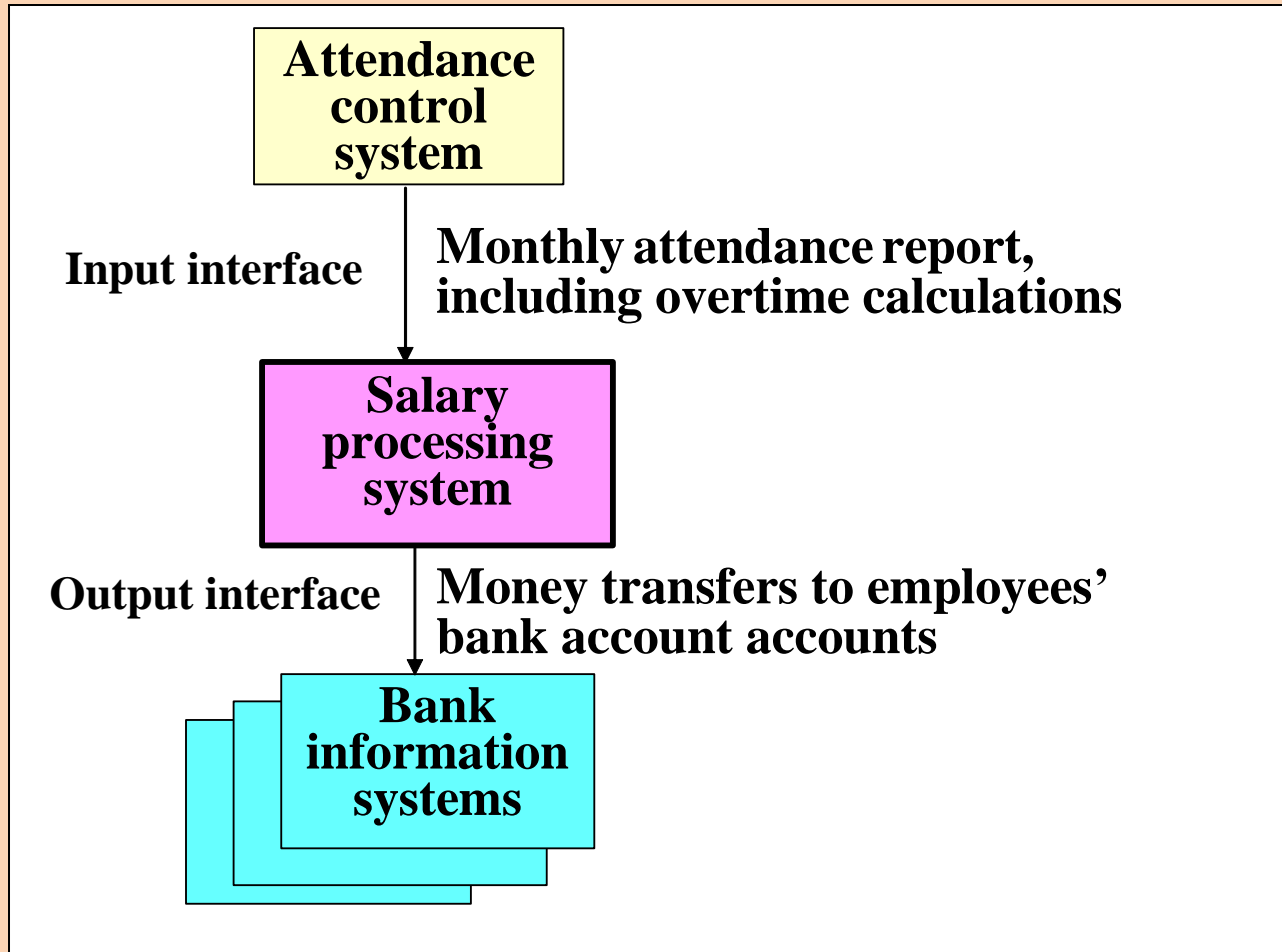 Attendance
control
system
Input interface
Monthly attendance report,
including overtime calculations
Salary
processing
system
Output interface
Money transfers to employees’
bank account accounts
Bank
information
systems